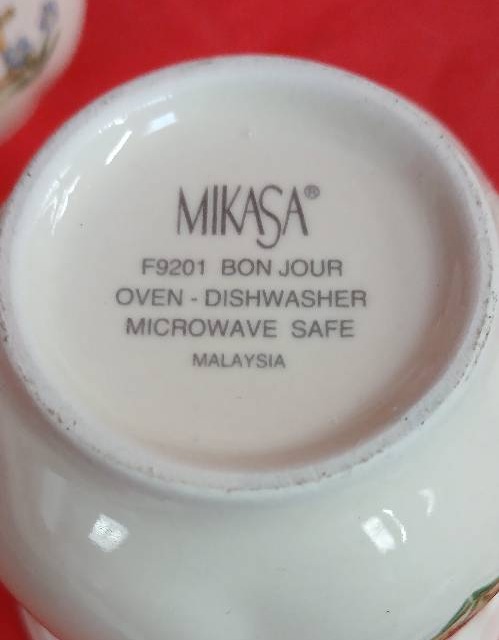 MIKASA®
F9201 BON JOUR
OVEN - DISHWASHER
MICROWAVE SAFE
MALAYSIA